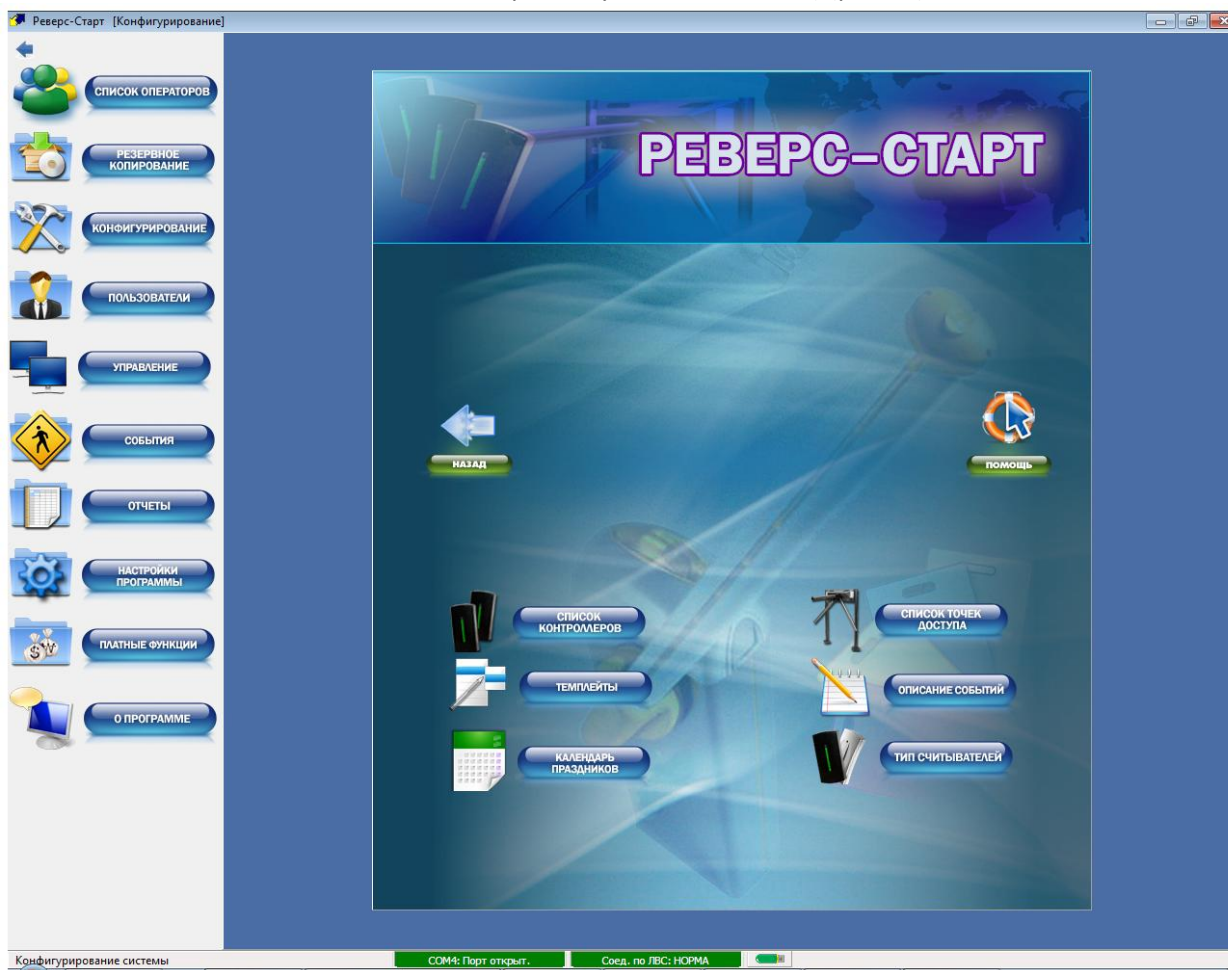 Реверс-Старт [Конфигурирование]
СПИСОК ОПЕРАТОРОВ
РЕЗЕРВНОЕ
КОПИРОВАНИЕ
КОНФИГУРИРОВАНИЕ
ПОЛЬЗОВАТЕЛИ
УПРАВЛЕНИЕ
СОБЫТИЯ
ОТЧЕТЫ
НАСТРОЙКИ
ПРОГРАММЫ
ПЛАТНЫЕ ФУНКЦИИ
О ПРОГРАММЕ
РЕВЕРС-СТАРТ
НАЗАД
ПОМОЩЬ
СПИСОК
КОНТРОЛЛЕРОВ
СПИСОК ТОЧЕК
ДОСТУПА
ТЕМПЛЕЙТЫ
ОПИСАНИЕ СОБЫТИЙ
КАЛЕНДАРЬ
ПРАЗДНИКОВ
ТИП СЧИТЫВАТЕЛЕЙ
Конфигурирование системы
COM4: Порт открыт.
Соед. по ЛВС: НОРМА